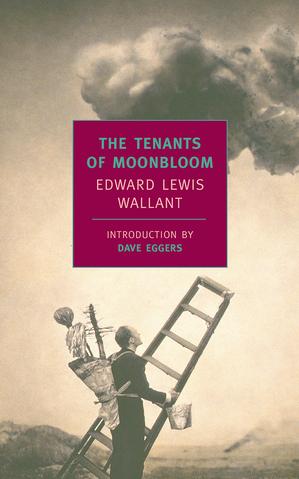 THE TENANTS
OF MOONBLOOM
EDWARD LEWIS
WALLANT
INTRODUCTION BY
DAVE EGGERS